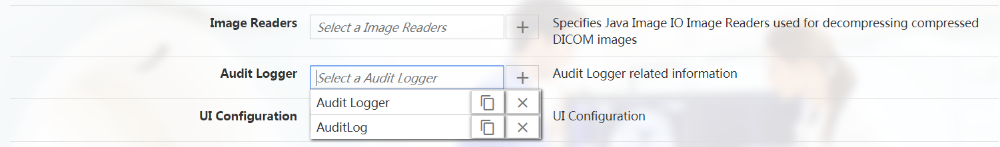 Image Readers
Select a Image Readers
Specifies Java Image IO Image Readers used for decompressing compressed
DICOM images
Audit Logger
Select a Audit Logger
Audit Logger related information
Audit Logger
AuditLog
UI Configuration
UI Configuration